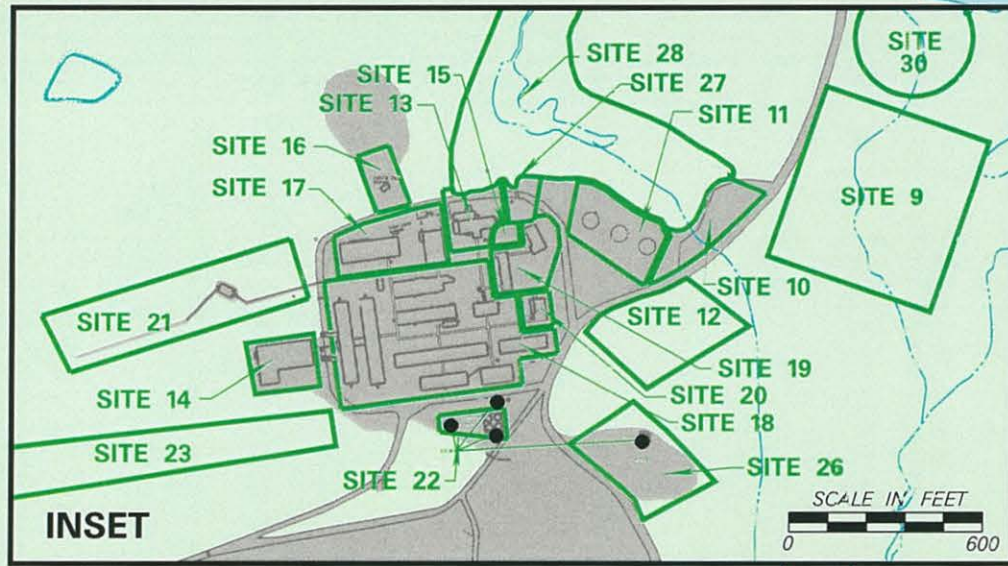 SITE 28
SITE
30
SITE 15
SITE 27
SITE 13
SITE 11
SITE 16
SITE 17
SITE 9
SITE 10
SITE 12
SITE 21
SITE 19
SITE 14
SITE 20
SITE 18
SITE 23
SITE 26
SITE 22
SCALE IN FEET
INSET
0
600